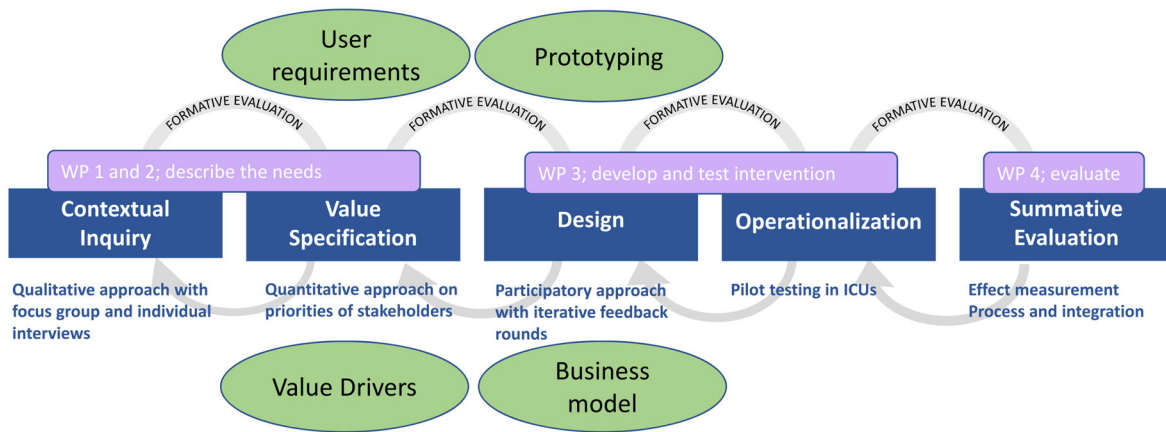 User
requirements
Prototyping
FORMATIVE EVALUATION
FORMATIVE EVALUATION
FORMATIVE EVALUATION
FORMATIVE EVALUATION
WP 1 and 2; describe the needs
WP 3; develop and test intervention
WP 4; evaluate
Contextual
Inquiry
Value
Specification
Design
Operationalization
Summative
Evaluation
Qualitative approach with
focus group and individual
interviews
Quantitative approach on
priorities of stakeholders
Participatory approach
with iterative feedback
rounds
Pilot testing in ICUs
Effect measurement
Process and integration
Value Drivers
Business
model